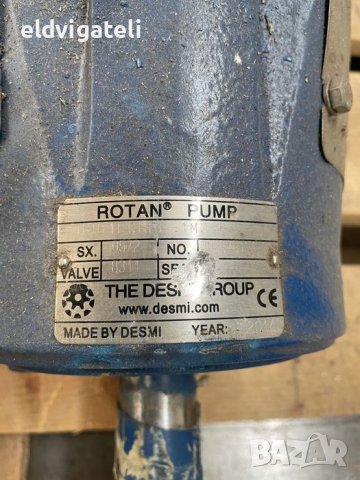 eldvigateli
ROTAN® PUMP
SX. NO.
VALVE
THE DESMI GROUP
www.desmi.com
CE
MADE BY DESMI YEAR:
BAZAR